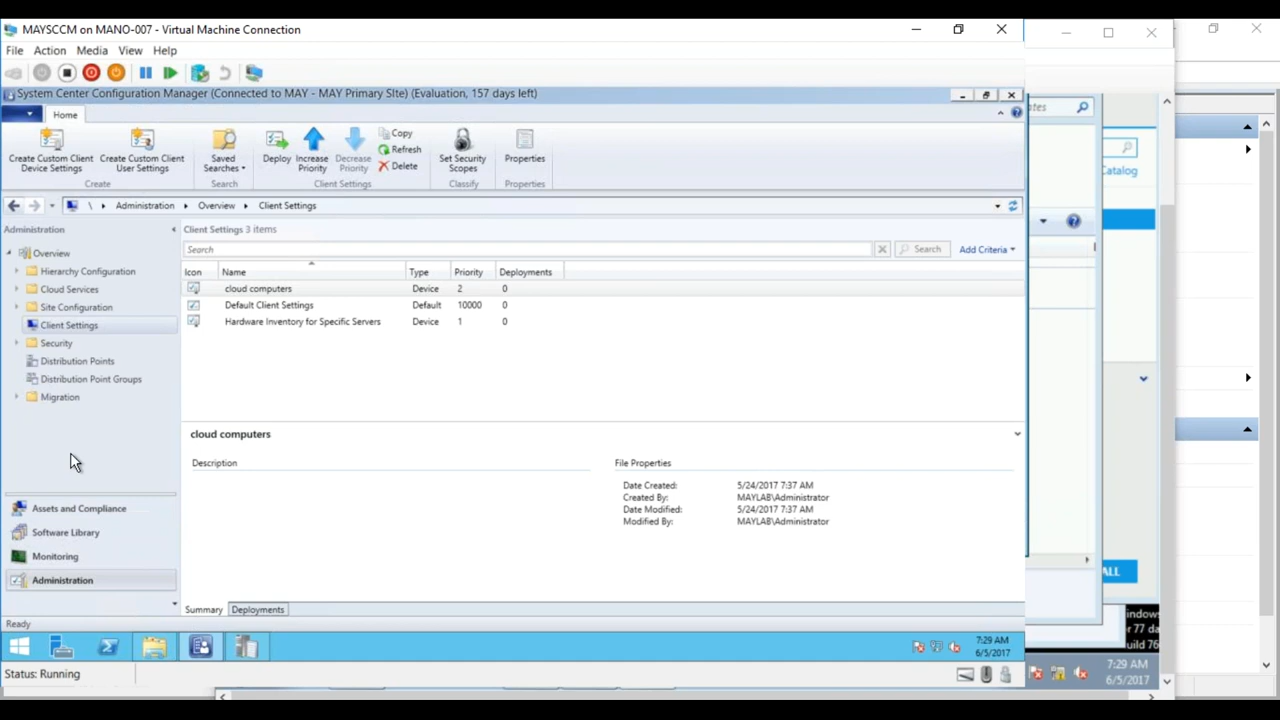 MAYSCCM on MANO-007 - Virtual Machine Connection
File Action Media View Help
System Center Configuration Manager (Connected to MAY - MAY Primary Site) (Evaluation, 157 days left)
Home
Create Custom Client Device Settings
Create Custom Client User Settings
Saved Searches
Deploy
Increase Priority
Decrease Priority
Copy
Refresh
Delete
Set Security Scopes
Properties
Create
Search
Client Settings
Classify
Properties
Catalog
\ Administration Overview Client Settings
Administration
Client Settings 3 items
Search
Search
Add Criteria
Overview
Hierarchy Configuration
Cloud Services
Site Configuration
Client Settings
Security
Distribution Points
Distribution Point Groups
Migration
Icon Name Type Priority Deployments
cloud computers Device 2 0
Default Client Settings Default 10000 0
Hardware Inventory for Specific Servers Device 1 0
cloud computers
Description
File Properties
Date Created: 5/24/2017 7:37 AM
Created By: MAYLAB\Administrator
Date Modified: 5/24/2017 7:37 AM
Modified By: MAYLAB\Administrator
Assets and Compliance
Software Library
Monitoring
Administration
Summary Deployments
Ready
7:29 AM
6/5/2017
Status: Running
ALL
7:29 AM
6/5/2017